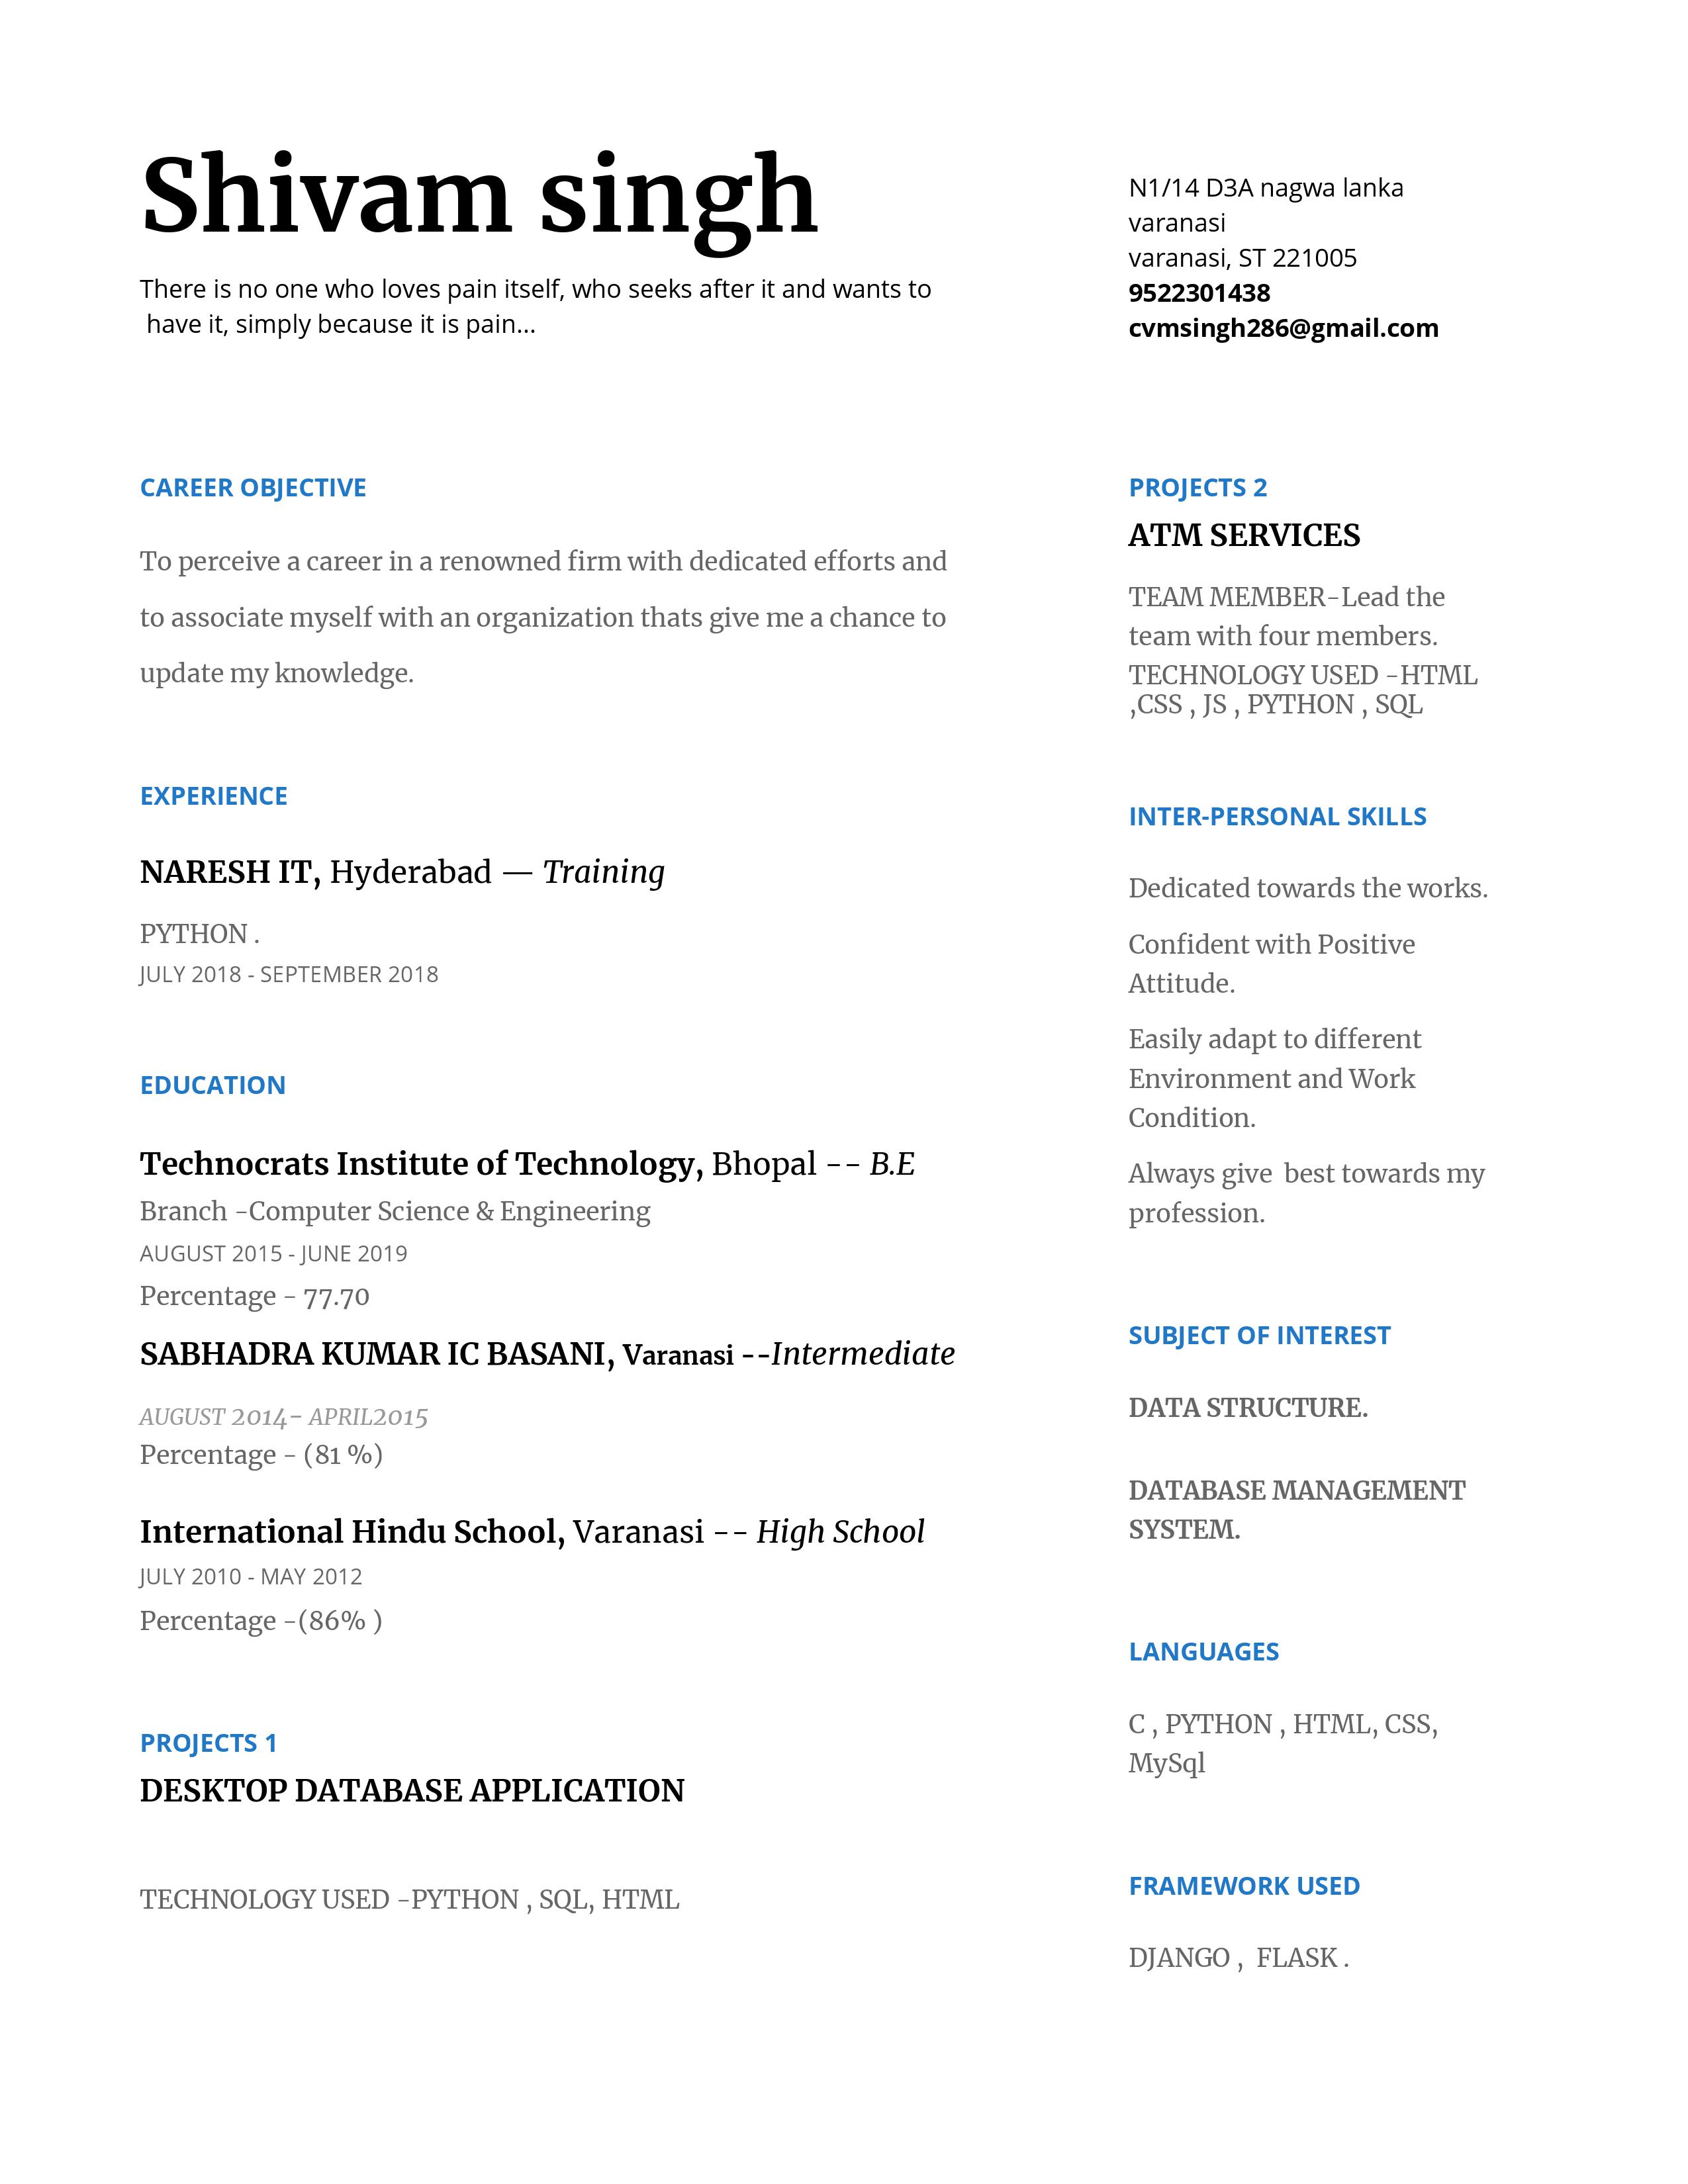 Shivam singh
There is no one who loves pain itself, who seeks after it and wants to
have it, simply because it is pain...
N1/14 D3A nagwa lanka
varanasi
varanasi, ST 221005
9522301438
cvmsingh286@gmail.com
CAREER OBJECTIVE
To perceive a career in a renowned firm with dedicated efforts and
to associate myself with an organization thats give me a chance to
update my knowledge.
EXPERIENCE
NARESH IT, Hyderabad — Training
PYTHON .
JULY 2018 - SEPTEMBER 2018
EDUCATION
Technocrats Institute of Technology, Bhopal -- B.E
Branch -Computer Science & Engineering
AUGUST 2015 - JUNE 2019
Percentage - 77.70
SABHADRA KUMAR IC BASANI, Varanasi --Intermediate
AUGUST 2014- APRIL2015
Percentage - (81 %)
International Hindu School, Varanasi -- High School
JULY 2010 - MAY 2012
Percentage -(86% )
PROJECTS 1
DESKTOP DATABASE APPLICATION
TECHNOLOGY USED -PYTHON , SQL, HTML
PROJECTS 2
ATM SERVICES
TEAM MEMBER-Lead the
team with four members.
TECHNOLOGY USED -HTML
,CSS , JS , PYTHON , SQL
INTER-PERSONAL SKILLS
Dedicated towards the works.
Confident with Positive
Attitude.
Easily adapt to different
Environment and Work
Condition.
Always give  best towards my
profession.
SUBJECT OF INTEREST
DATA STRUCTURE.
DATABASE MANAGEMENT
SYSTEM.
LANGUAGES
C , PYTHON , HTML, CSS,
MySql
FRAMEWORK USED
DJANGO ,  FLASK .